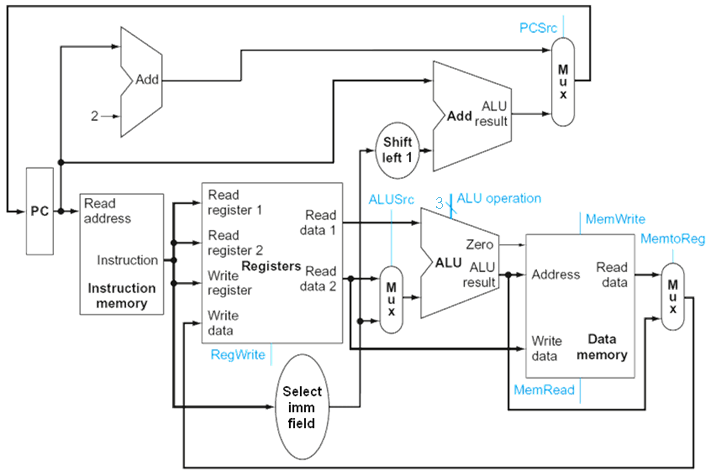 PCSrc
Add
2
M
u
x
Add
ALU
result
Shift
left 1
PC
Read
address
Instruction
Instruction
memory
Read
register 1
Read
register 2
Write
register
Write
data
Registers
Read
data 1
Read
data 2
RegWrite
ALUSrc
M
u
x
3
ALU operation
Zero
ALU
ALU
result
MemWrite
Address
Read
data
Write
data
Data
memory
MemRead
MemtoReg
M
u
x
Select
imm
field